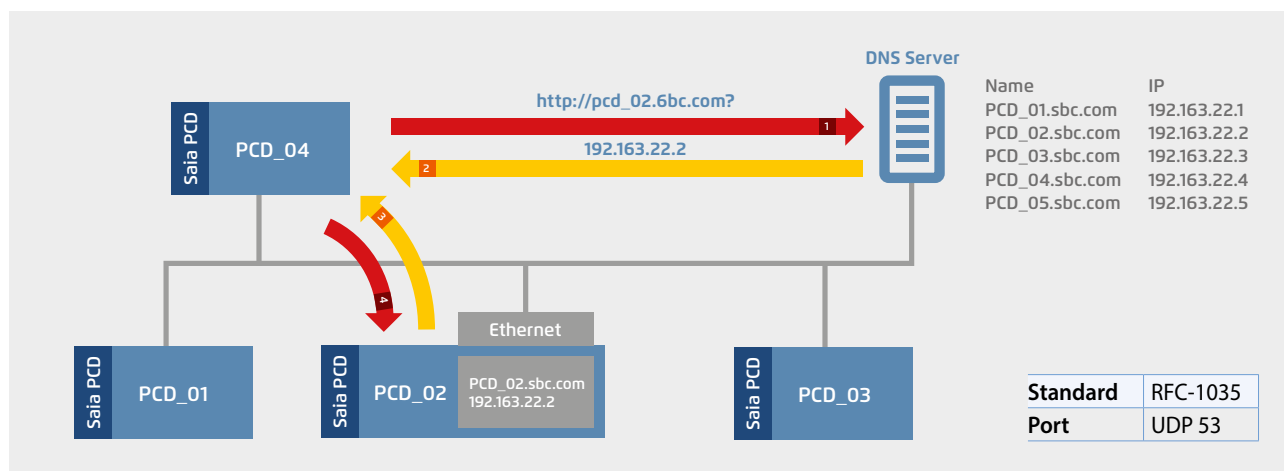 DNS Server
http://pcd_02.6bc.com?
1
192.163.22.2
2
Name IP
PCD_01.sbc.com 192.163.22.1
PCD_02.sbc.com 192.163.22.2
PCD_03.sbc.com 192.163.22.3
PCD_04.sbc.com 192.163.22.4
PCD_05.sbc.com 192.163.22.5
Saia PCD
PCD_04
3
4
Ethernet
Saia PCD
PCD_01
Saia PCD
PCD_02
PCD_02.sbc.com
192.163.22.2
Saia PCD
PCD_03
Standard RFC-1035
Port UDP 53